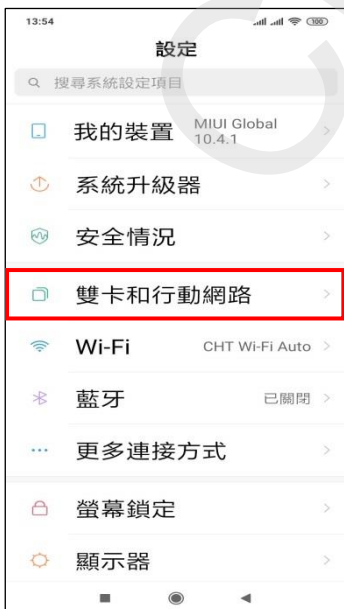 13:54 100
設定
搜尋系統設定項目
我的裝置 MIUI Global 10.4.1
系統升級器
安全情況
雙卡和行動網路
Wi-Fi CHT Wi-Fi Auto
藍牙 已關閉
更多連接方式
螢幕鎖定
顯示器